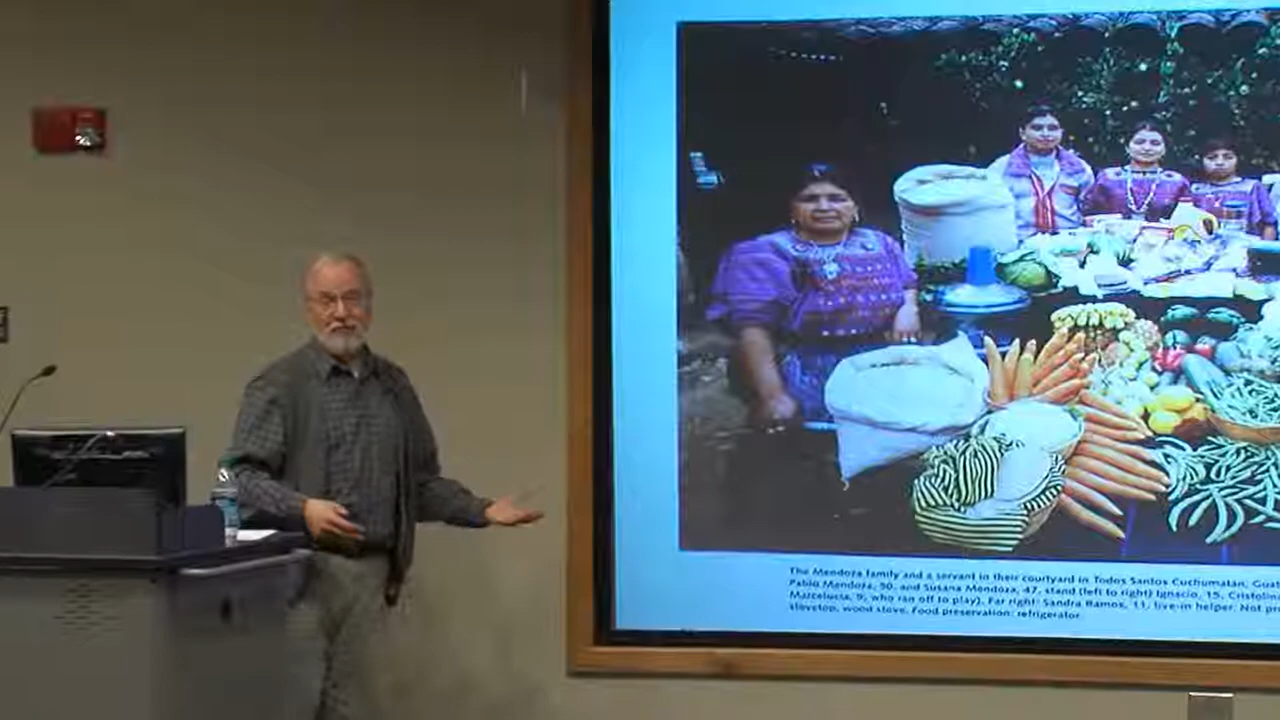 The Mendoza family and a servant in their courtyard in Todos Santos Cuchumatán, Guat
Pablo Mendoza, 50, and Susana Mendoza, 47, stand (left to right) Ignacio, 15, Cristolin
Marcelucia, 9, who ran off to play). Far right: Sandra Ramos, 11, live-in helper. Not pr
stovetop, wood stove. Food preservation: refrigerator.